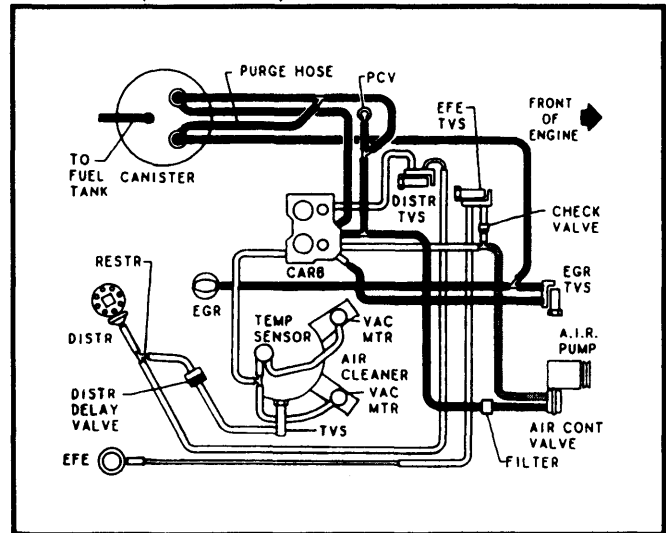 PURGE HOSE
PCV
EFE
TVS
FRONT
OF
ENGINE
TO
FUEL
TANK
CANISTER
DISTR
TVS
CHECK
VALVE
RESTR
CARB
EGR
TVS
EGR
DISTR
TEMP
SENSOR
VAC
MTR
AIR
CLEANER
A.I.R.
PUMP
VAC
MTR
DISTR
DELAY
VALVE
TVS
AIR CONT
VALVE
FILTER
EFE